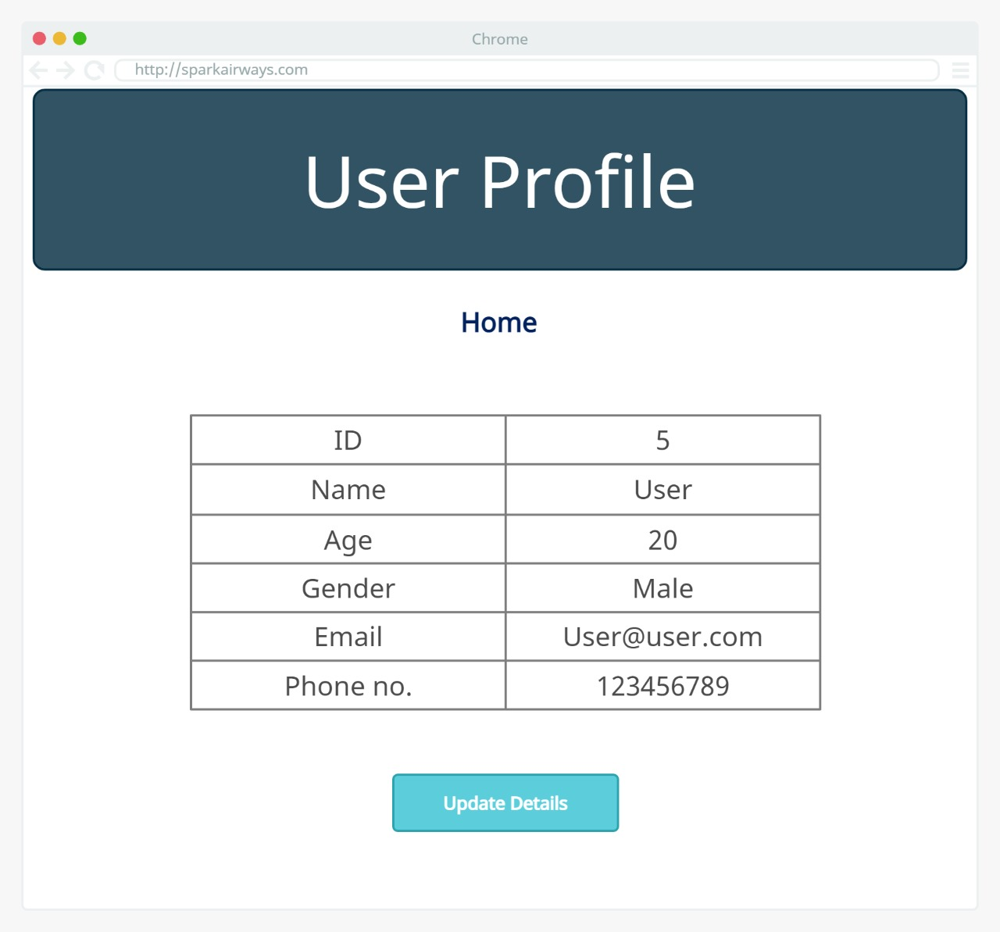 Chrome
http://sparkairways.com
User Profile
Home
ID 5
Name User
Age 20
Gender Male
Email User@user.com
Phone no. 123456789
Update Details